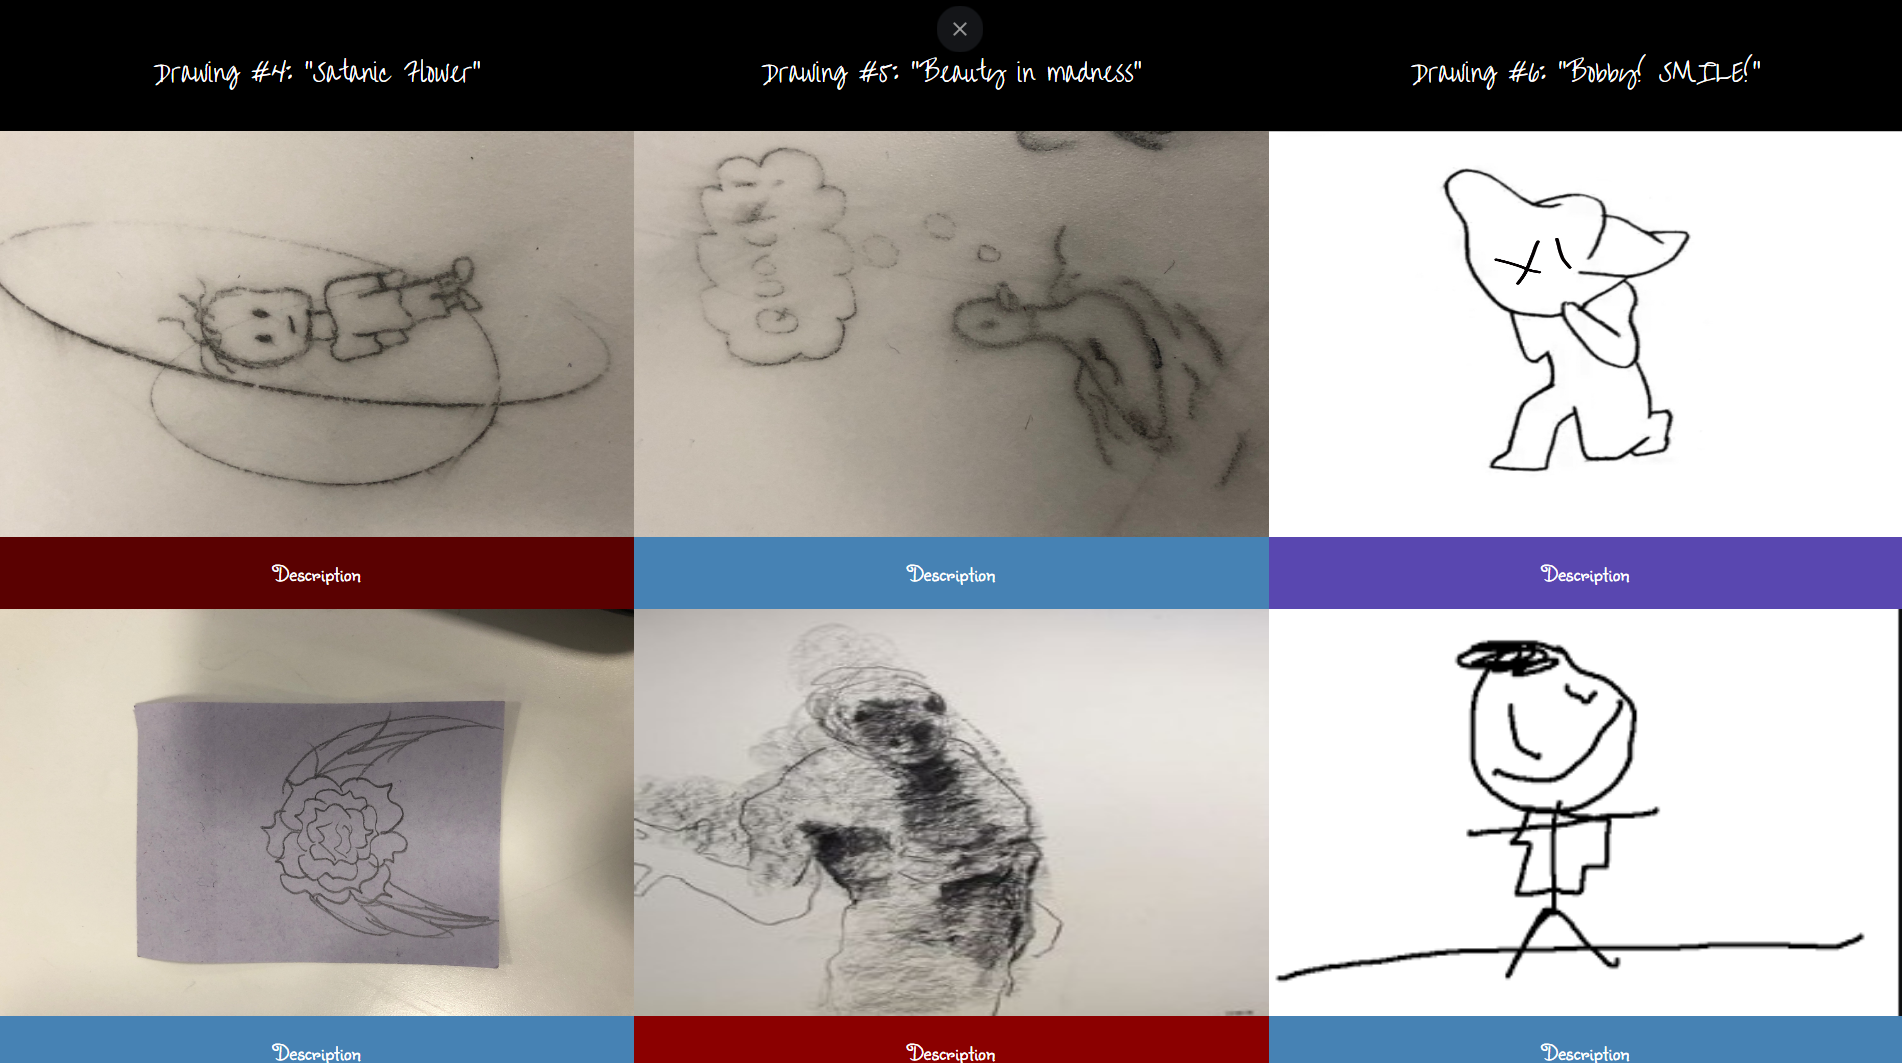 Drawing #4: "Satanic Flower"
Drawing #5: "Beauty in madness"
Drawing #6: "Bobby! SMILE!"
Description
Description
Description
Description
Description
Description